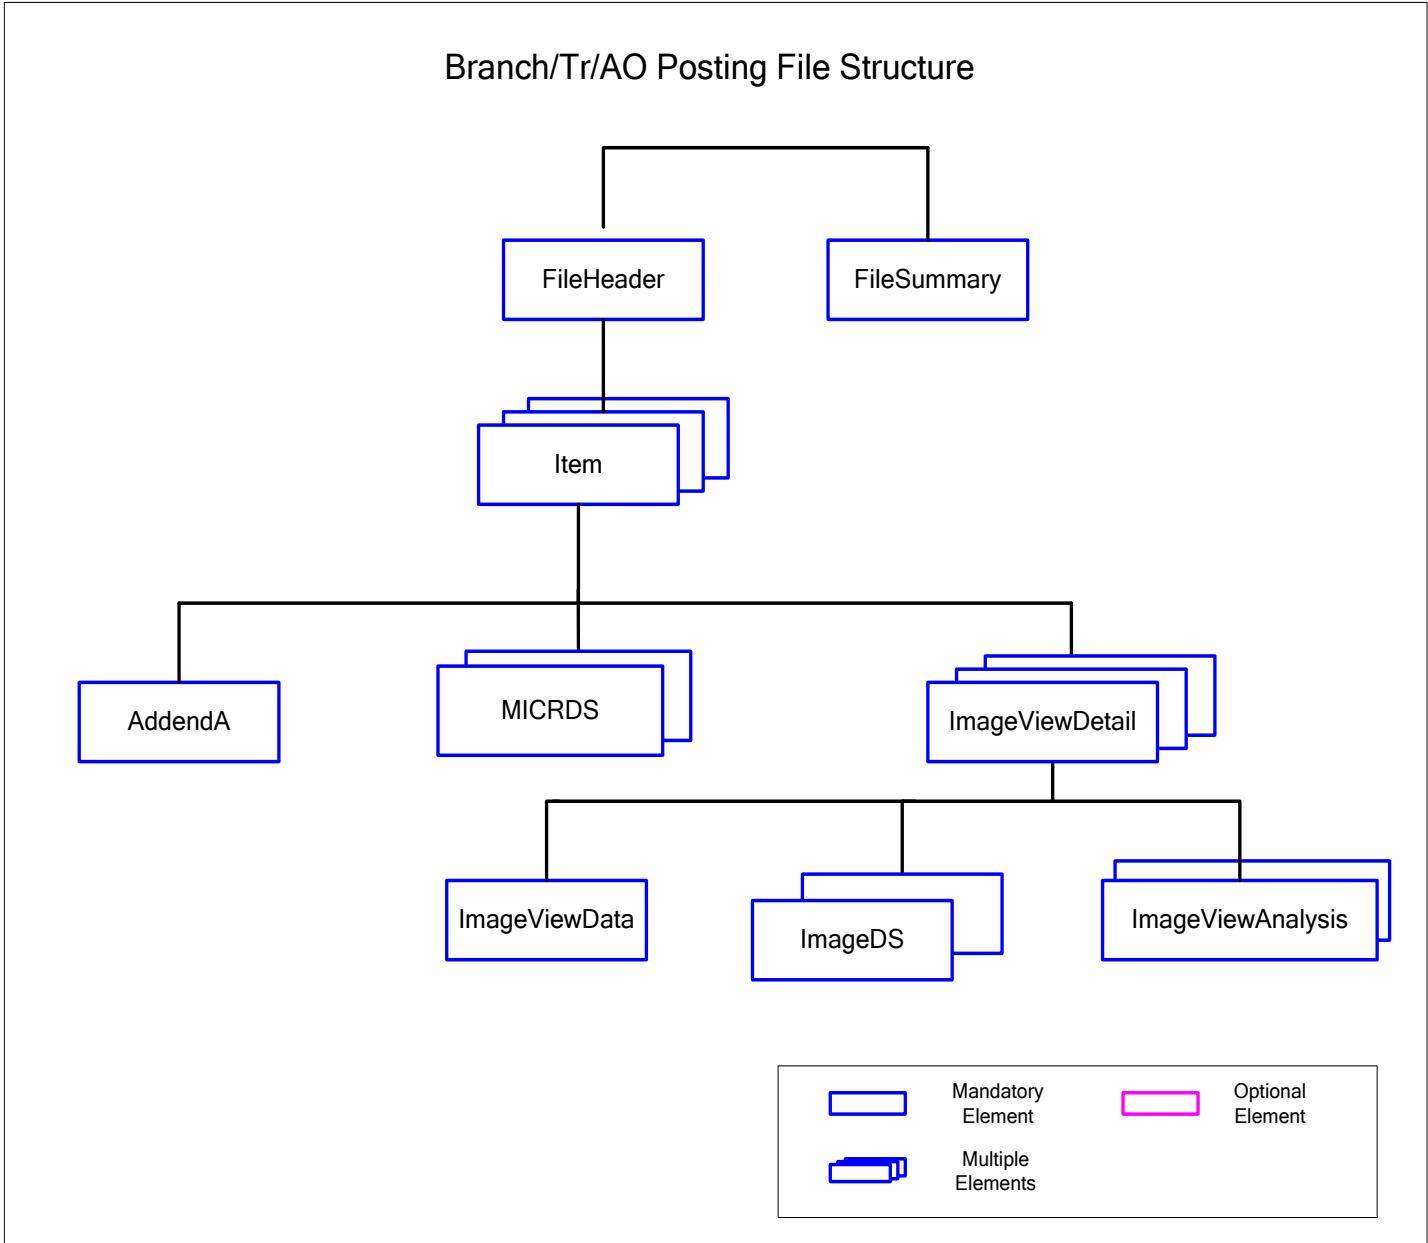 Branch/Tr/AO Posting File Structure
FileHeader
FileSummary
Item
AddendA
MICRDS
ImageViewDetail
ImageViewData
ImageDS
ImageViewAnalysis
Mandatory
Element
Optional
Element
Multiple
Elements